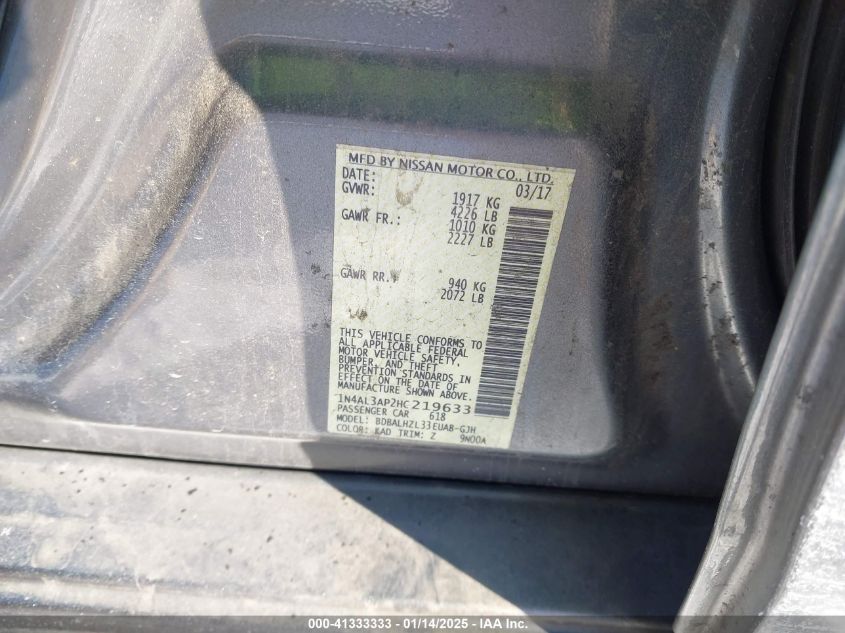 MFD BY NISSAN MOTOR CO., LTD.
DATE: 03/17
GVWR: 1917 KG
4226 LB
GAWR FR.: 1010 KG
2227 LB
GAWR RR.: 940 KG
2072 LB
THIS VEHICLE CONFORMS TO
ALL APPLICABLE FEDERAL
MOTOR VEHICLE SAFETY,
BUMPER, AND THEFT
PREVENTION STANDARDS IN
EFFECT ON THE DATE OF
MANUFACTURE SHOWN ABOVE.
1N4AL3AP2HC219633
PASSENGER CAR 618
MODEL: BDBALHZL33EUAB-GJH
COLOR: KAD TRIM: Z 9N00A
000-41333333 - 01/14/2025 - IAA Inc.